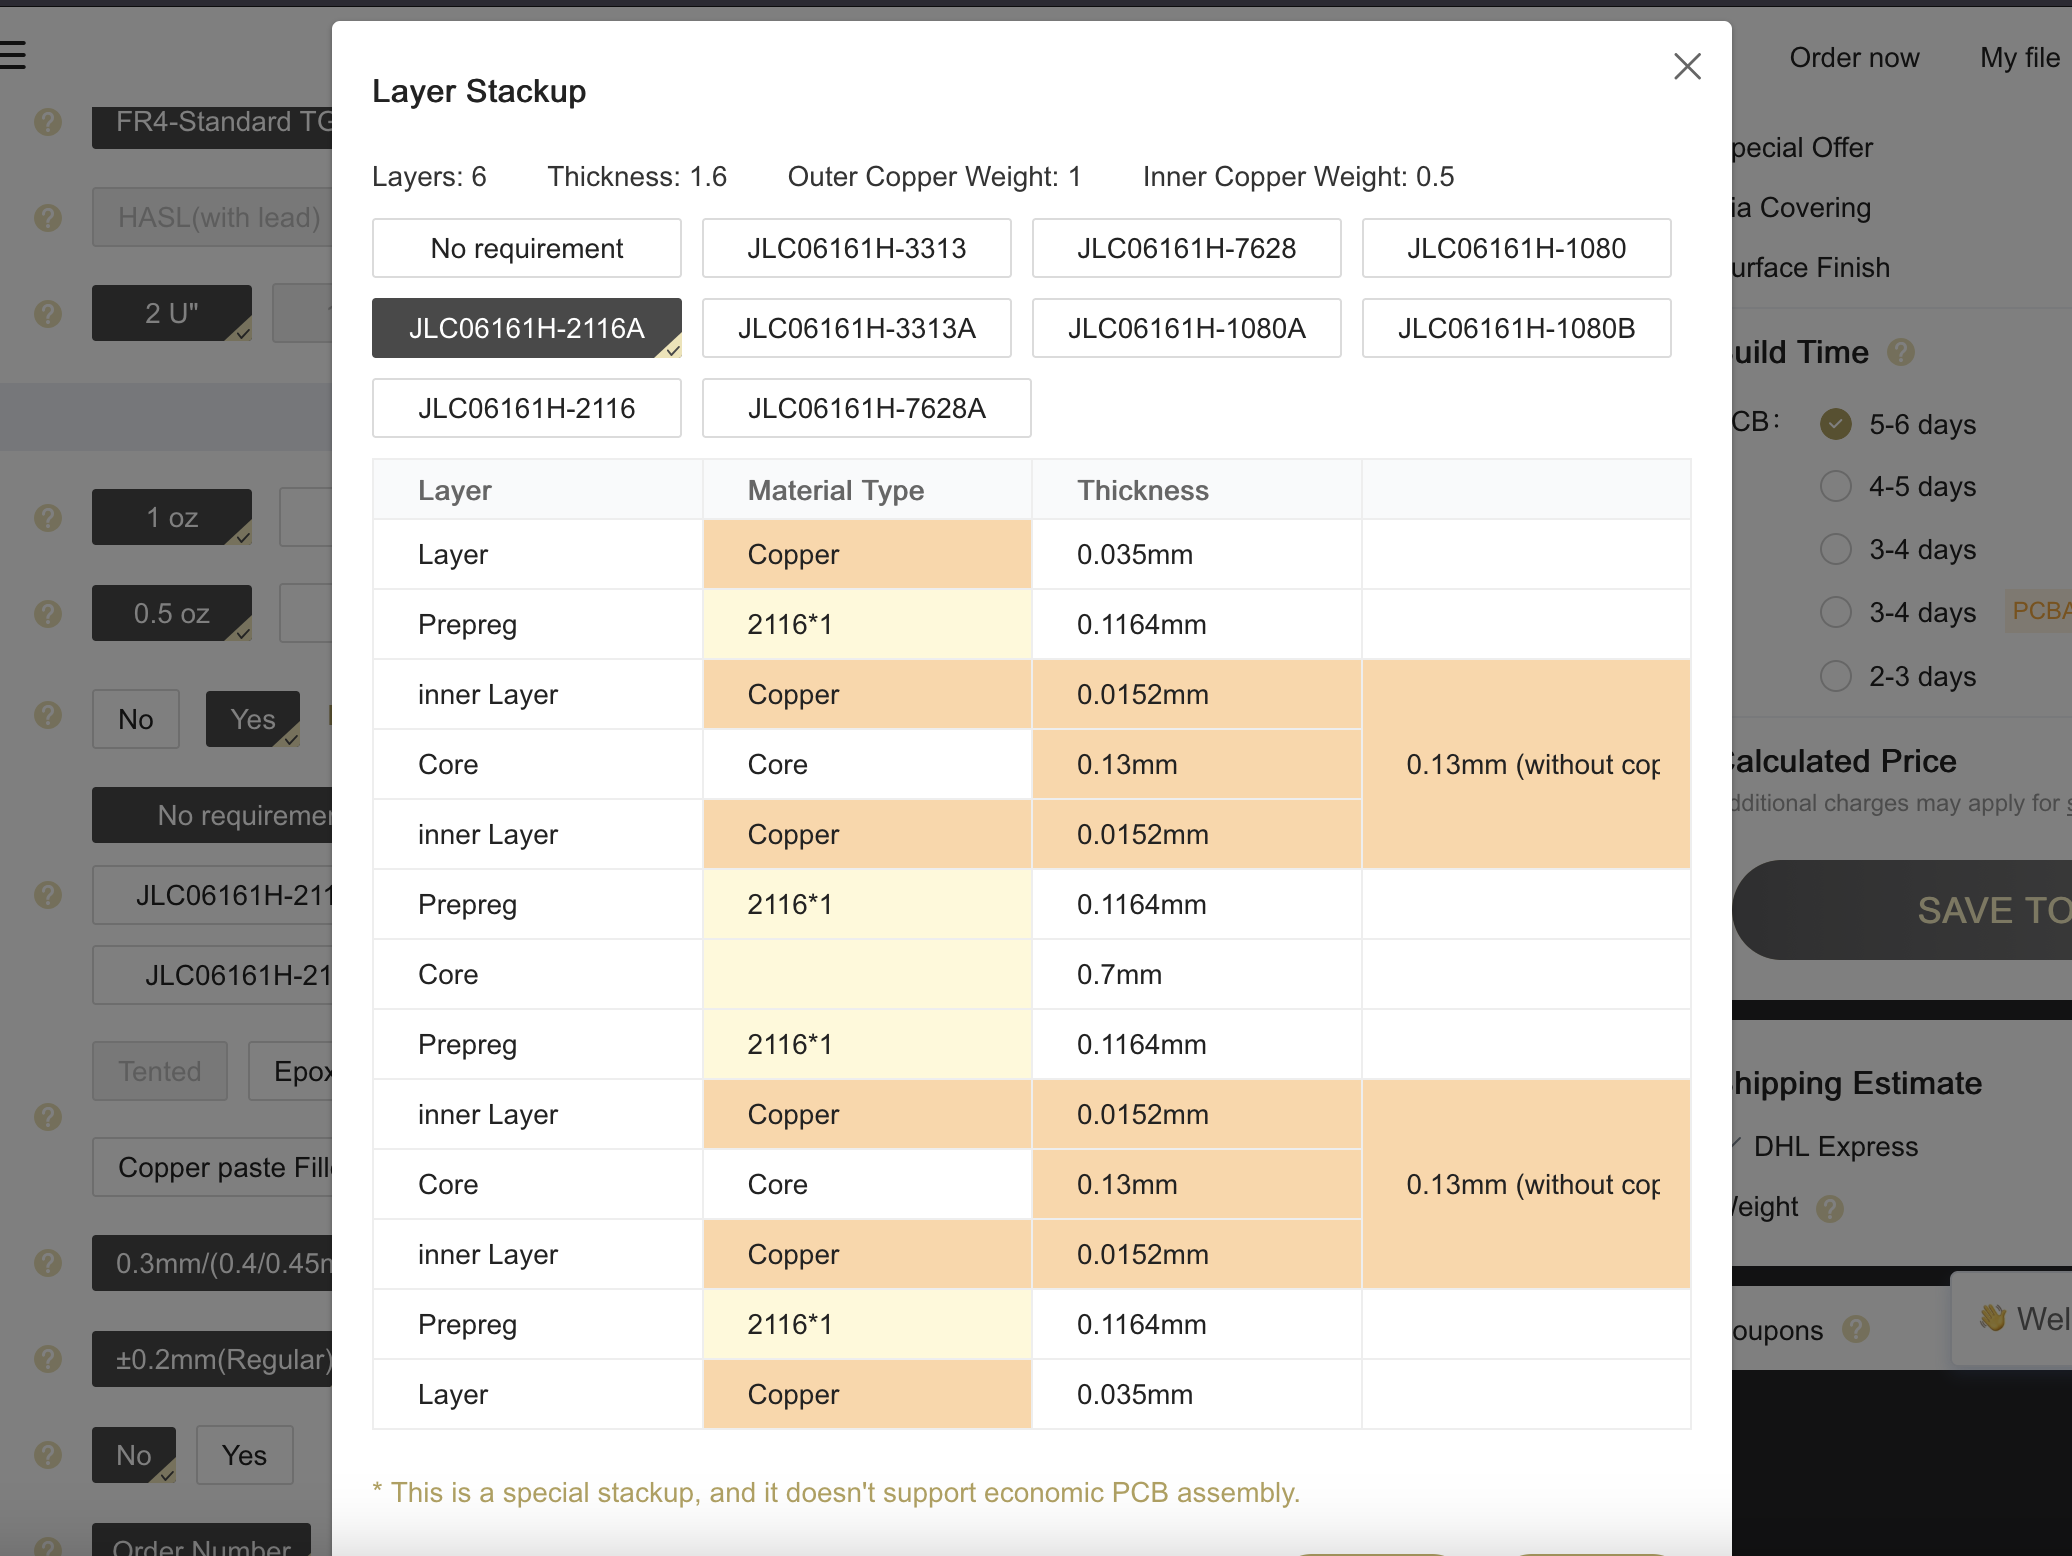 Order now
My file
FR4-Standard TG
HASL(with lead)
2 U"
1 oz
0.5 oz
No
Yes
No requiremen
JLC06161H-211
JLC06161H-21
Tented
Epox
Copper paste Fill
0.3mm/(0.4/0.45m
±0.2mm(Regular)
No
Yes
Order Number
Layer Stackup
Layers: 6
Thickness: 1.6
Outer Copper Weight: 1
Inner Copper Weight: 0.5
No requirement
JLC06161H-3313
JLC06161H-7628
JLC06161H-1080
JLC06161H-2116A
JLC06161H-3313A
JLC06161H-1080A
JLC06161H-1080B
JLC06161H-2116
JLC06161H-7628A
Layer Material Type Thickness
Layer Copper 0.035mm
Prepreg 2116*1 0.1164mm
inner Layer Copper 0.0152mm
Core Core 0.13mm 0.13mm (without cop
inner Layer Copper 0.0152mm
Prepreg 2116*1 0.1164mm
Core 0.7mm
Prepreg 2116*1 0.1164mm
inner Layer Copper 0.0152mm
Core Core 0.13mm 0.13mm (without cop
inner Layer Copper 0.0152mm
Prepreg 2116*1 0.1164mm
Layer Copper 0.035mm
* This is a special stackup, and it doesn't support economic PCB assembly.
pecial Offer
ia Covering
urface Finish
uild Time
CB:
5-6 days
4-5 days
3-4 days
3-4 days
PCBA
2-3 days
alculated Price
dditional charges may apply for s
SAVE TO
hipping Estimate
DHL Express
eight
oupons
👋 Wel